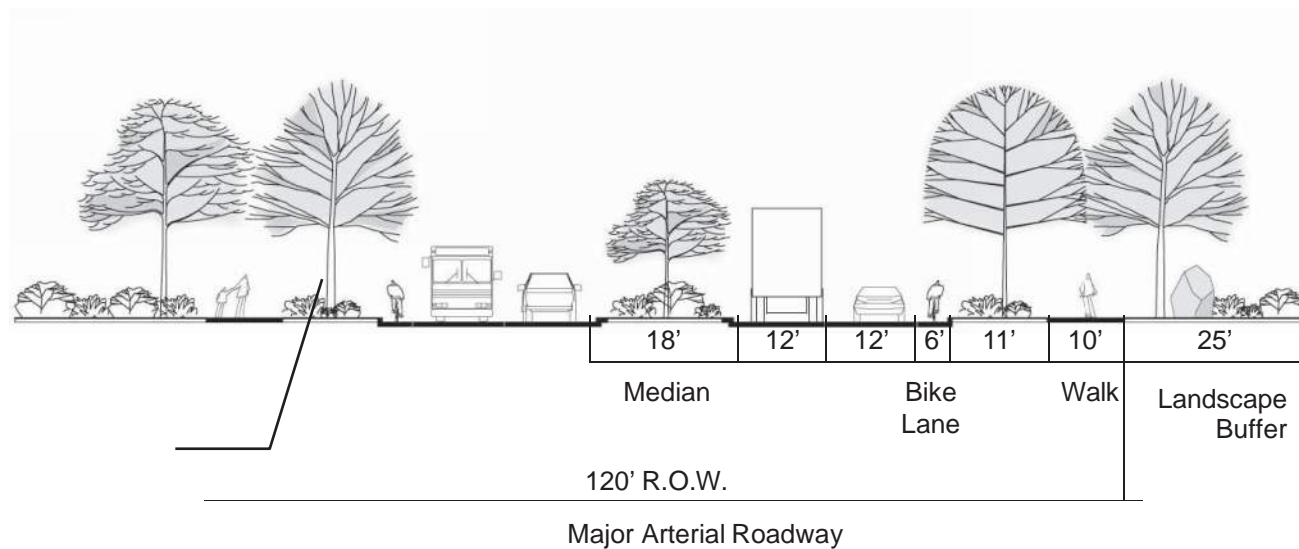 18’ 12’ 12’ 6’ 11’ 10’ 25’
Median
Bike
Lane
Walk
Landscape
Buffer
120’ R.O.W.
Major Arterial Roadway